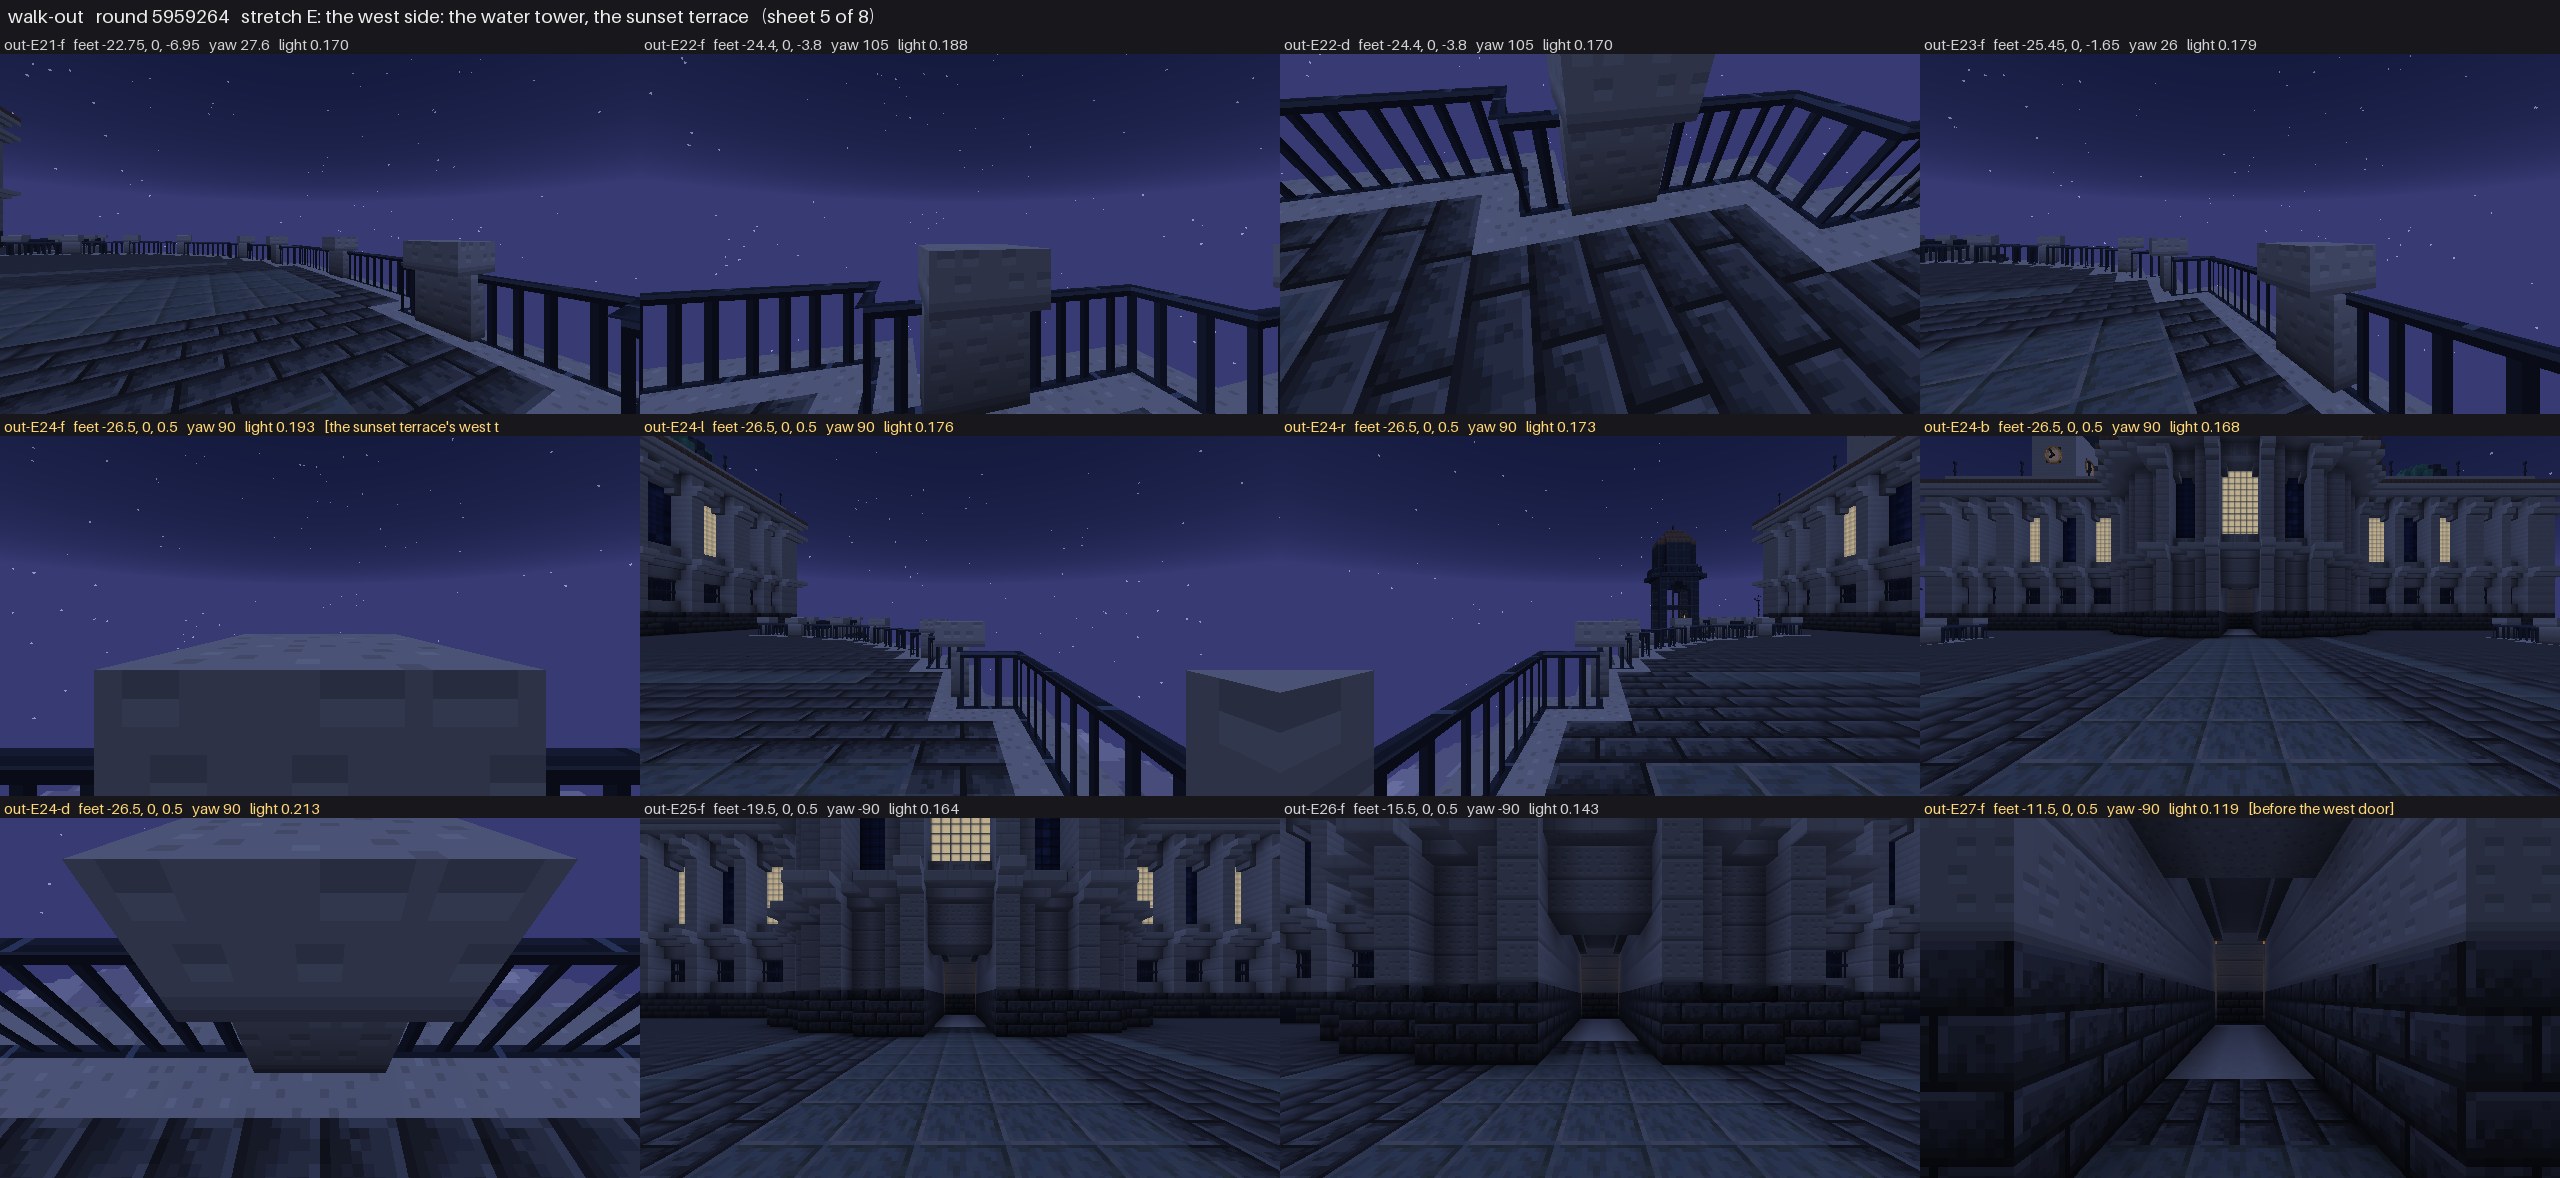 walk-out round 5959264 stretch E: the west side: the water tower, the sunset terrace (sheet 5 of 8)
out-E21-f feet -22.75, 0, -6.95 yaw 27.6 light 0.170
out-E22-f feet -24.4, 0, -3.8 yaw 105 light 0.188
out-E22-d feet -24.4, 0, -3.8 yaw 105 light 0.170
out-E23-f feet -25.45, 0, -1.65 yaw 26 light 0.179
out-E24-f feet -26.5, 0, 0.5 yaw 90 light 0.193 [the sunset terrace's west t
out-E24-l feet -26.5, 0, 0.5 yaw 90 light 0.176
out-E24-r feet -26.5, 0, 0.5 yaw 90 light 0.173
out-E24-b feet -26.5, 0, 0.5 yaw 90 light 0.168
out-E24-d feet -26.5, 0, 0.5 yaw 90 light 0.213
out-E25-f feet -19.5, 0, 0.5 yaw -90 light 0.164
out-E26-f feet -15.5, 0, 0.5 yaw -90 light 0.143
out-E27-f feet -11.5, 0, 0.5 yaw -90 light 0.119 [before the west door]